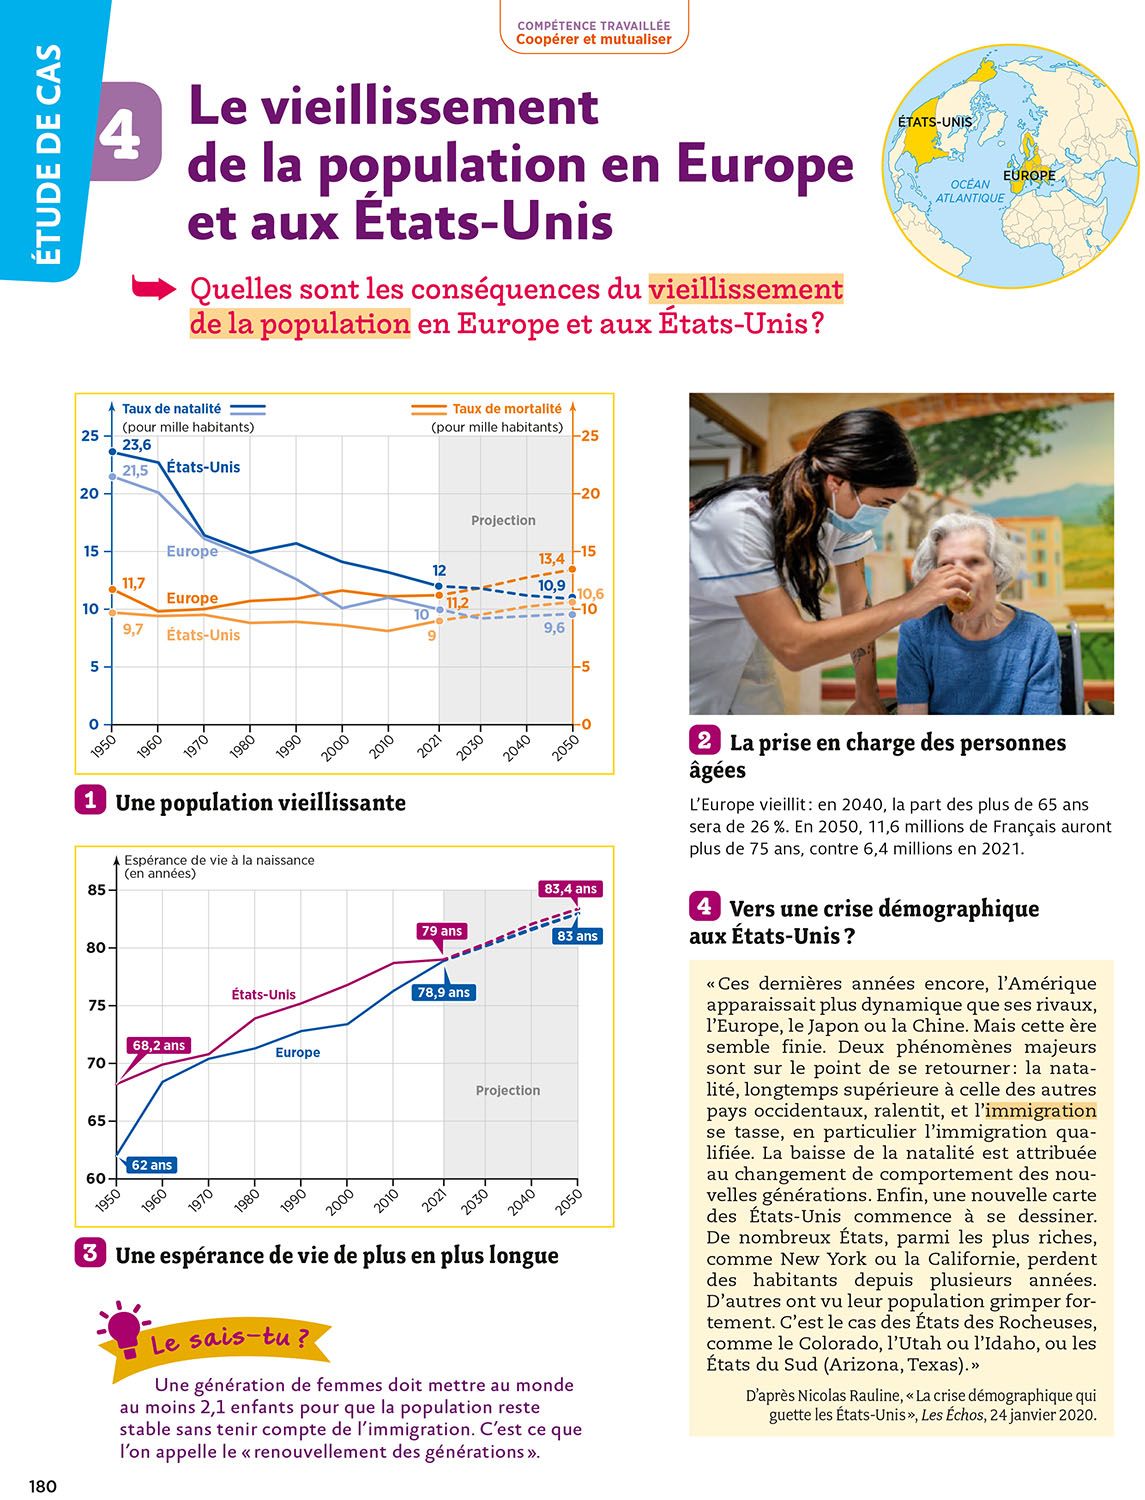 COMPÉTENCE TRAVAILLÉE
Coopérer et mutualiser
ÉTUDE DE CAS
4
Le vieillissement
de la population en Europe
et aux États-Unis
ÉTATS-UNIS
EUROPE
OCÉAN
ATLANTIQUE
Quelles sont les conséquences du vieillissement
de la population en Europe et aux États-Unis ?
Taux de natalité
(pour mille habitants)
Taux de mortalité
(pour mille habitants)
25
20
15
10
5
0
25
20
15
10
5
0
23,6
21,5
États-Unis
Europe
11,7
Europe
9,7
États-Unis
Projection
12
11,2
10
9
13,4
10,9
10,6
9,6
1950
1960
1970
1980
1990
2000
2010
2021
2030
2040
2050
1 Une population vieillissante
Espérance de vie à la naissance
(en années)
85
80
75
70
65
60
68,2 ans
62 ans
États-Unis
Europe
79 ans
78,9 ans
83,4 ans
83 ans
Projection
1950
1960
1970
1980
1990
2000
2010
2021
2030
2040
2050
3 Une espérance de vie de plus en plus longue
Le sais-tu ?
Une génération de femmes doit mettre au monde
au moins 2,1 enfants pour que la population reste
stable sans tenir compte de l'immigration. C'est ce que
l'on appelle le « renouvellement des générations ».
2 La prise en charge des personnes
âgées
L'Europe vieillit : en 2040, la part des plus de 65 ans
sera de 26 %. En 2050, 11,6 millions de Français auront
plus de 75 ans, contre 6,4 millions en 2021.
4 Vers une crise démographique
aux États-Unis ?
« Ces dernières années encore, l'Amérique
apparaissait plus dynamique que ses rivaux,
l'Europe, le Japon ou la Chine. Mais cette ère
semble finie. Deux phénomènes majeurs
sont sur le point de se retourner : la nata-
lité, longtemps supérieure à celle des autres
pays occidentaux, ralentit, et l'immigration
se tasse, en particulier l'immigration qua-
lifiée. La baisse de la natalité est attribuée
au changement de comportement des nou-
velles générations. Enfin, une nouvelle carte
des États-Unis commence à se dessiner.
De nombreux États, parmi les plus riches,
comme New York ou la Californie, perdent
des habitants depuis plusieurs années.
D'autres ont vu leur population grimper for-
tement. C'est le cas des États des Rocheuses,
comme le Colorado, l'Utah ou l'Idaho, ou les
États du Sud (Arizona, Texas). »
D'après Nicolas Rauline, « La crise démographique qui
guette les États-Unis », Les Échos, 24 janvier 2020.
180